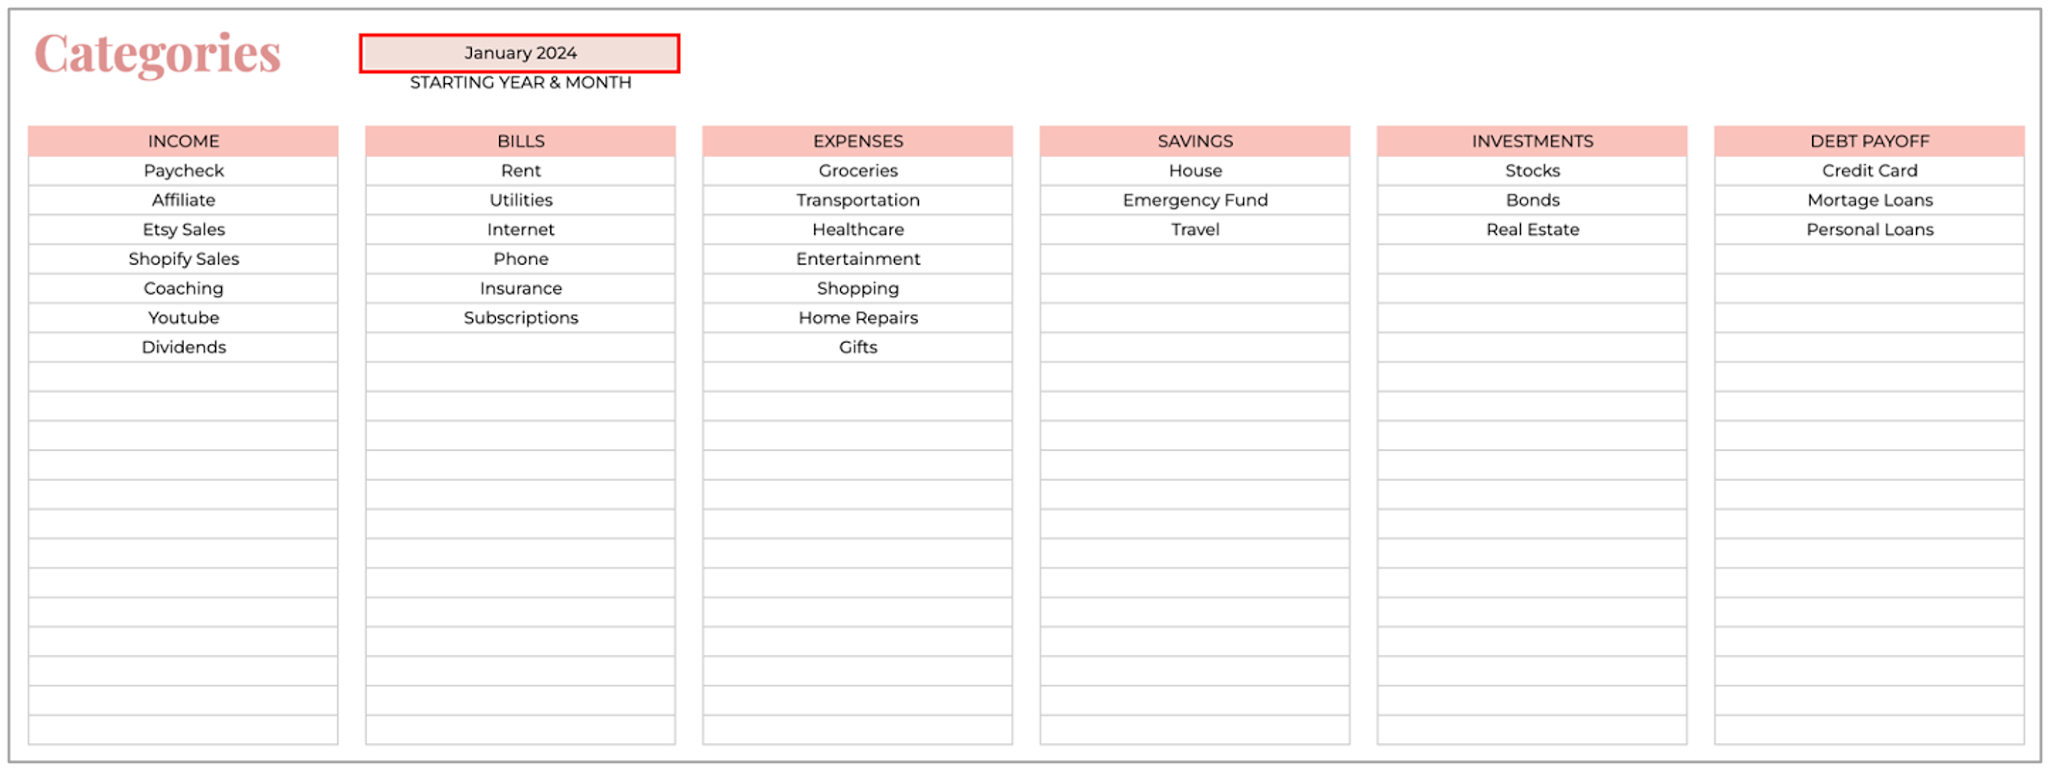 Categories
January 2024
STARTING YEAR & MONTH
INCOME BILLS EXPENSES SAVINGS INVESTMENTS DEBT PAYOFF
Paycheck Rent Groceries House Stocks Credit Card
Affiliate Utilities Transportation Emergency Fund Bonds Mortage Loans
Etsy Sales Internet Healthcare Travel Real Estate Personal Loans
Shopify Sales Phone Entertainment
Coaching Insurance Shopping
Youtube Subscriptions Home Repairs
Dividends Gifts